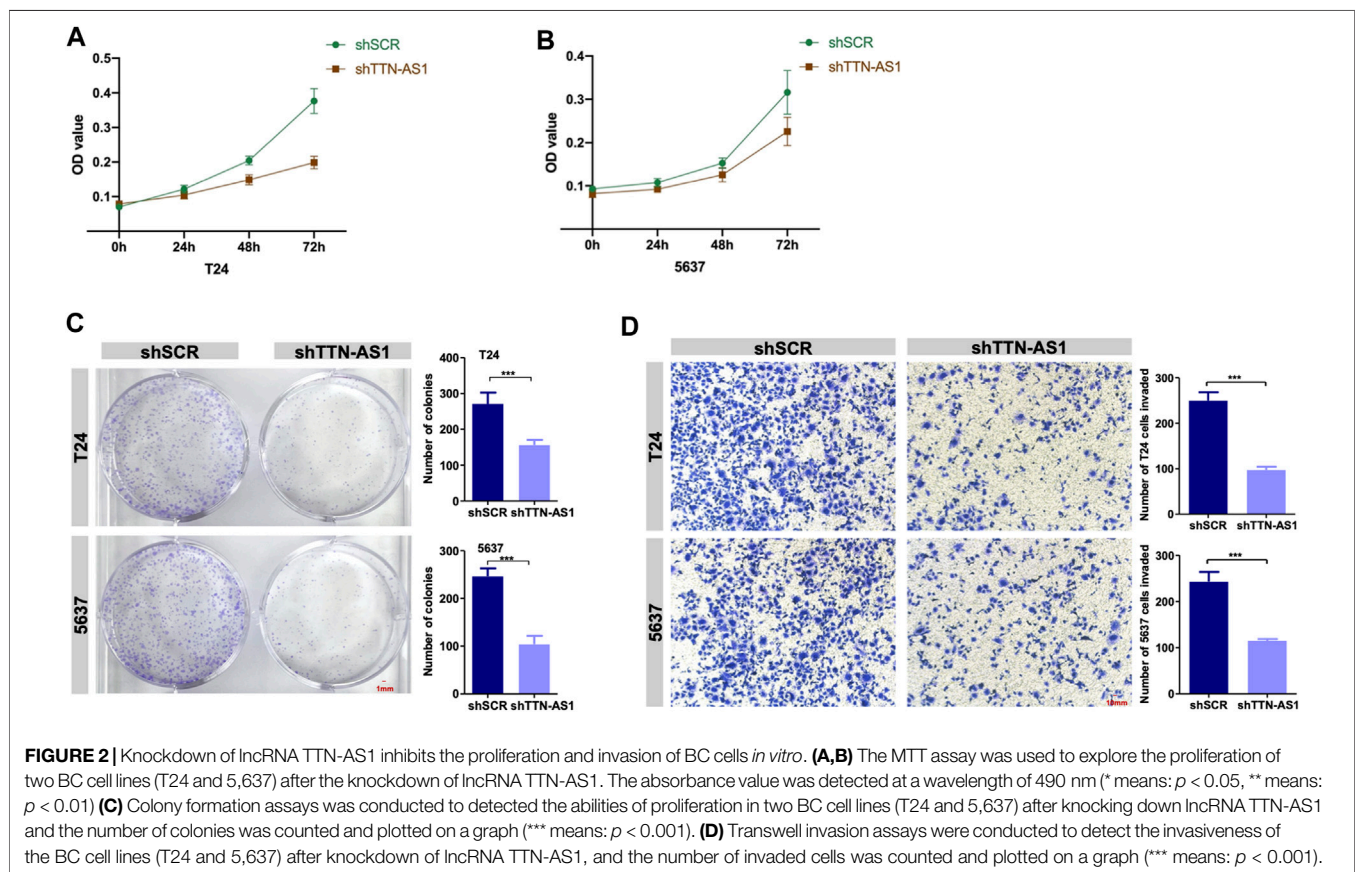 A
shSCR
shTTN-AS1
0.5
0.4
0.3
0.2
0.1
OD value
0h 24h 48h 72h
T24
B
shSCR
shTTN-AS1
0.4
0.3
0.2
0.1
OD value
0h 24h 48h 72h
5637
C
shSCR shTTN-AS1
T24
5637
1mm
T24
400
300
200
100
0
Number of colonies
***
shSCR shTTN-AS1
5637
300
200
100
0
Number of colonies
***
shSCR shTTN-AS1
D
shSCR shTTN-AS1
T24
5637
300
200
100
0
Number of T24 cells invaded
***
shSCR shTTN-AS1
300
200
100
0
Number of 5637 cells invaded
***
shSCR shTTN-AS1
FIGURE 2 | Knockdown of lncRNA TTN-AS1 inhibits the proliferation and invasion of BC cells in vitro. (A,B) The MTT assay was used to explore the proliferation of
two BC cell lines (T24 and 5,637) after the knockdown of lncRNA TTN-AS1. The absorbance value was detected at a wavelength of 490 nm (* means: p < 0.05, ** means:
p < 0.01) (C) Colony formation assays was conducted to detected the abilities of proliferation in two BC cell lines (T24 and 5,637) after knocking down lncRNA TTN-AS1
and the number of colonies was counted and plotted on a graph (*** means: p < 0.001). (D) Transwell invasion assays were conducted to detect the invasiveness of
the BC cell lines (T24 and 5,637) after knockdown of lncRNA TTN-AS1, and the number of invaded cells was counted and plotted on a graph (*** means: p < 0.001).